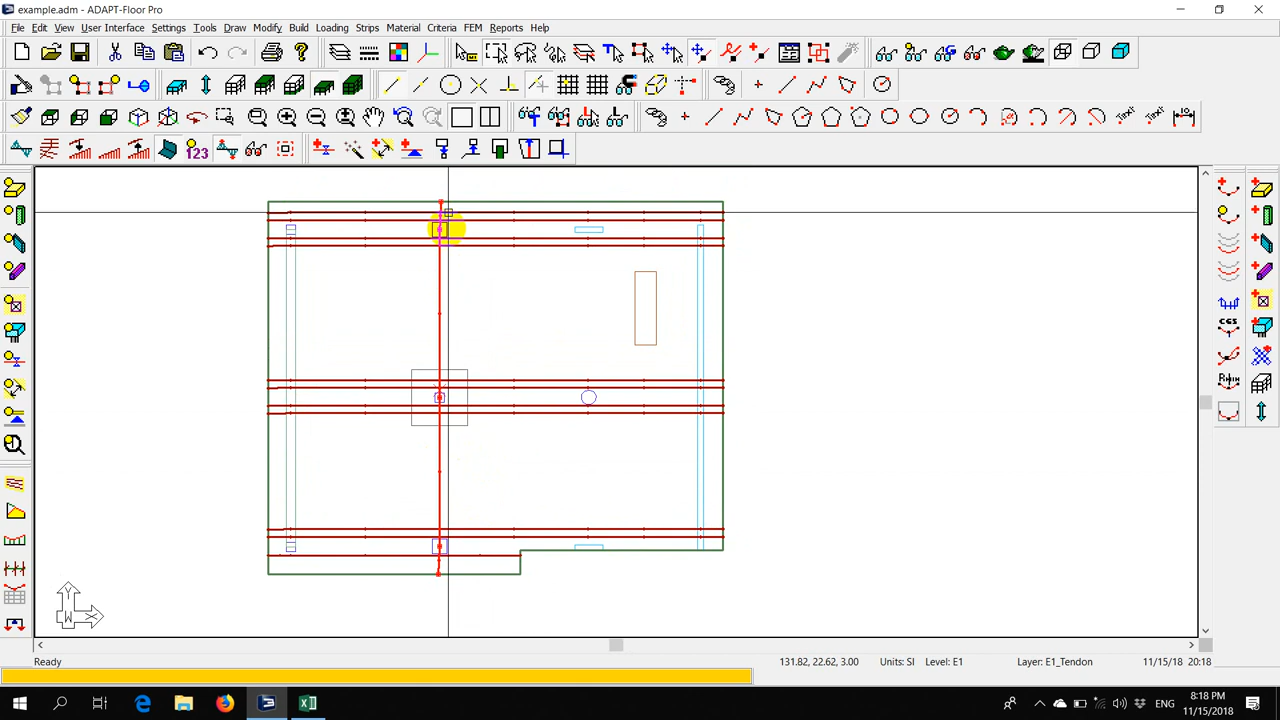 example.adm - ADAPT-Floor Pro
File Edit View User Interface Settings Tools Draw Modify Build Loading Strips Material Criteria FEM Reports Help
123
CGS
W X Y
Ready 131.82, 22.62, 3.00 Units: SI Level: E1 Layer: E1_Tendon 11/15/18 20:18
ENG 8:18 PM
11/15/2018